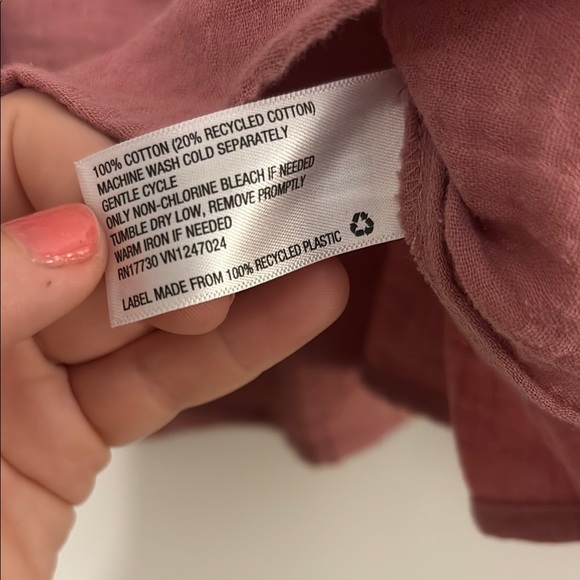 100% COTTON (20% RECYCLED COTTON)
MACHINE WASH COLD SEPARATELY
GENTLE CYCLE
ONLY NON-CHLORINE BLEACH IF NEEDED
TUMBLE DRY LOW, REMOVE PROMPTLY
WARM IRON IF NEEDED
RN17730 VN1247024
LABEL MADE FROM 100% RECYCLED PLASTIC